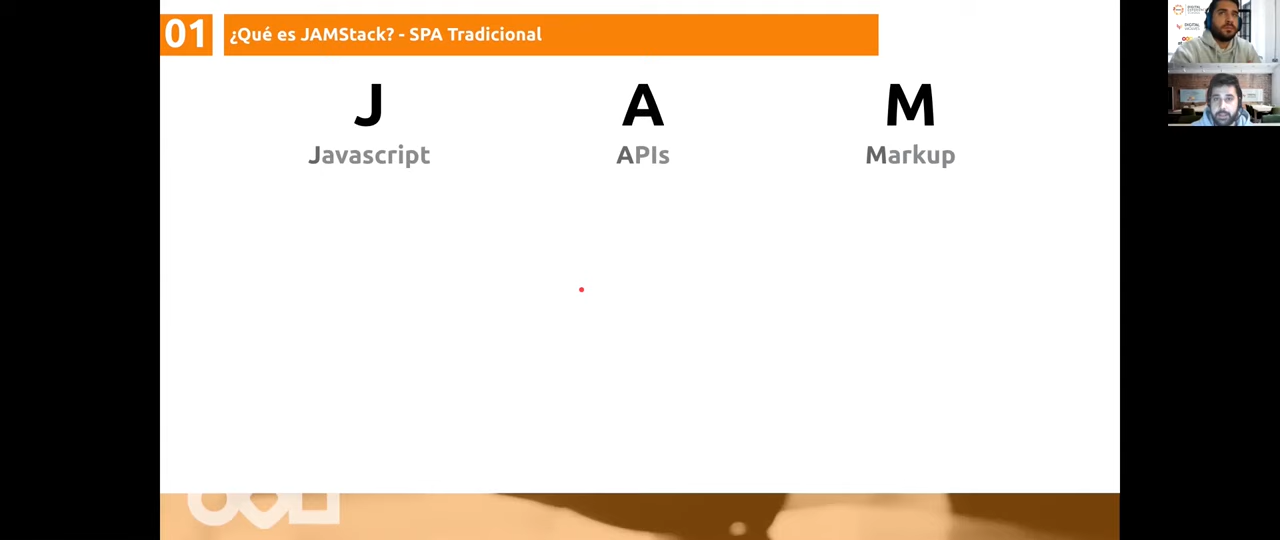 01
¿Qué es JAMStack? - SPA Tradicional
J A M
Javascript APIs Markup